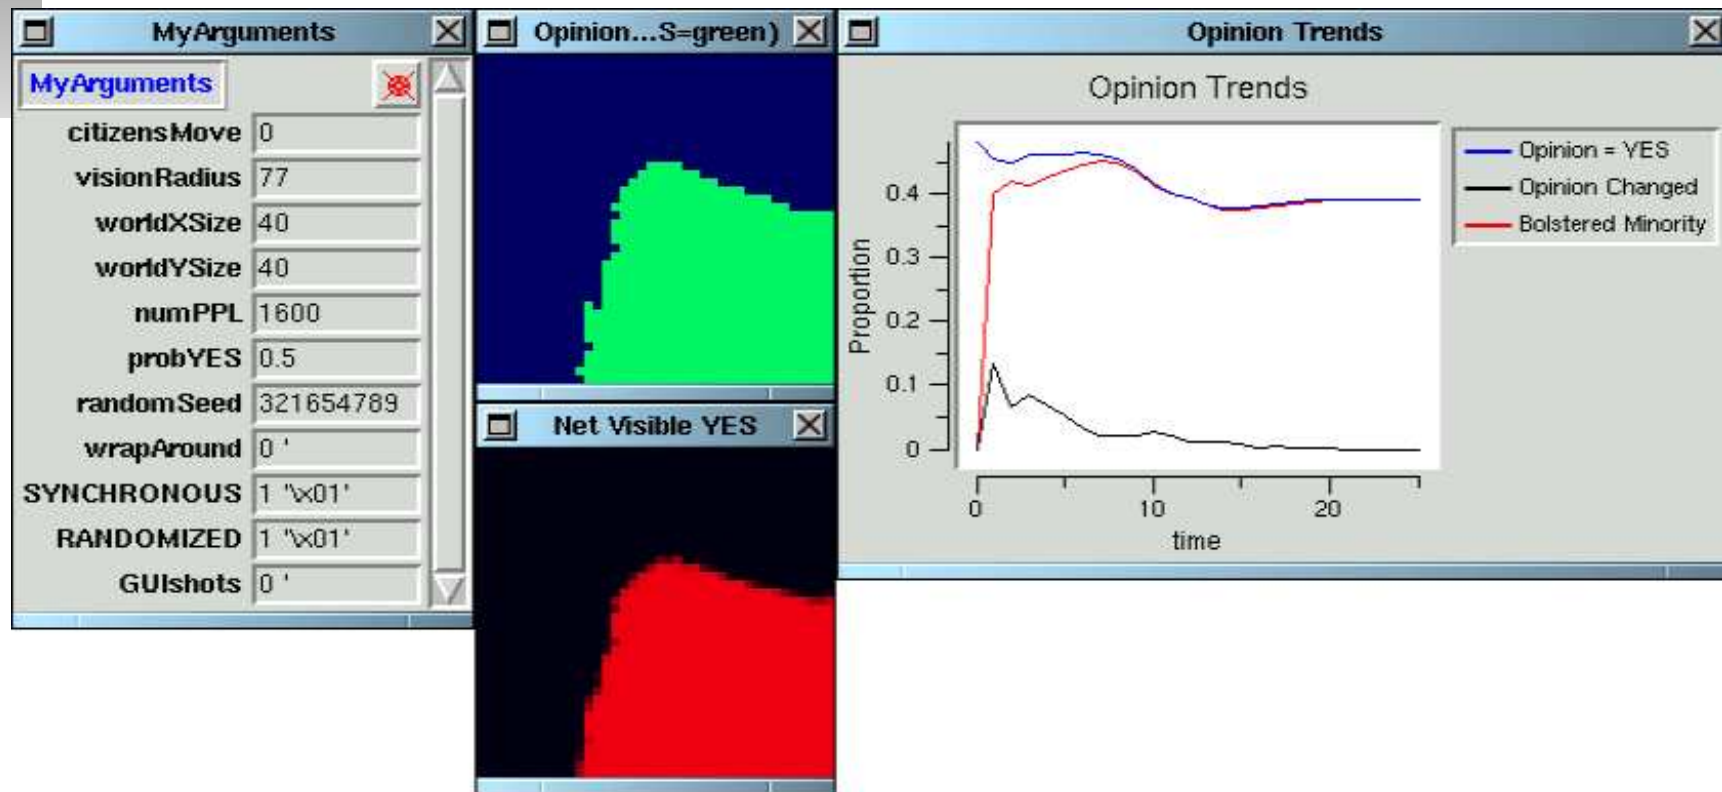 MyArguments
MyArguments
citizensMove 0
visionRadius 77
worldXSize 40
worldYSize 40
numPPL 1600
probYES 0.5
randomSeed 321654789
wrapAround 0 '
SYNCHRONOUS 1 "\x01'
RANDOMIZED 1 "\x01'
GUIshots 0 '
Opinion...S=green)
Net Visible YES
Opinion Trends
Opinion Trends
Opinion = YES
Opinion Changed
Bolstered Minority
Proportion
0.4
0.3
0.2
0.1
0
0 10 20
time